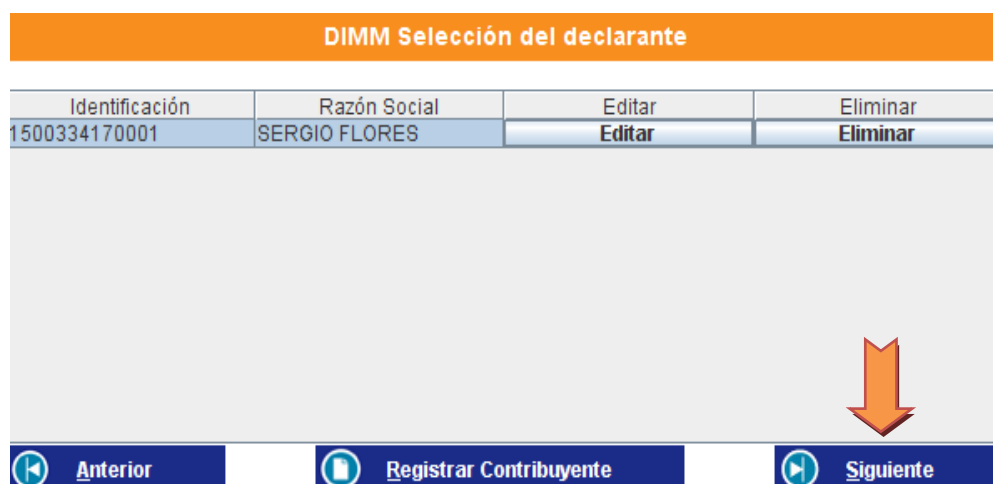 DIMM Selección del declarante
Identificación Razón Social Editar Eliminar
1500334170001 SERGIO FLORES Editar Eliminar
Anterior Registrar Contribuyente Siguiente